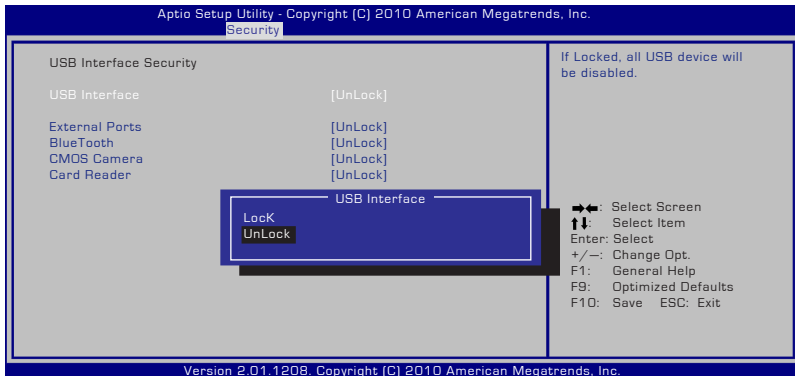 Aptio Setup Utility - Copyright (C) 2010 American Megatrends, Inc.
Security
USB Interface Security
USB Interface [UnLock]
External Ports [UnLock]
BlueTooth [UnLock]
CMOS Camera [UnLock]
Card Reader [UnLock]
USB Interface
LocK
UnLock
If Locked, all USB device will
be disabled.
→←: Select Screen
↑↓: Select Item
Enter: Select
+/—: Change Opt.
F1: General Help
F9: Optimized Defaults
F10: Save ESC: Exit
Version 2.01.1208. Copyright (C) 2010 American Megatrends, Inc.